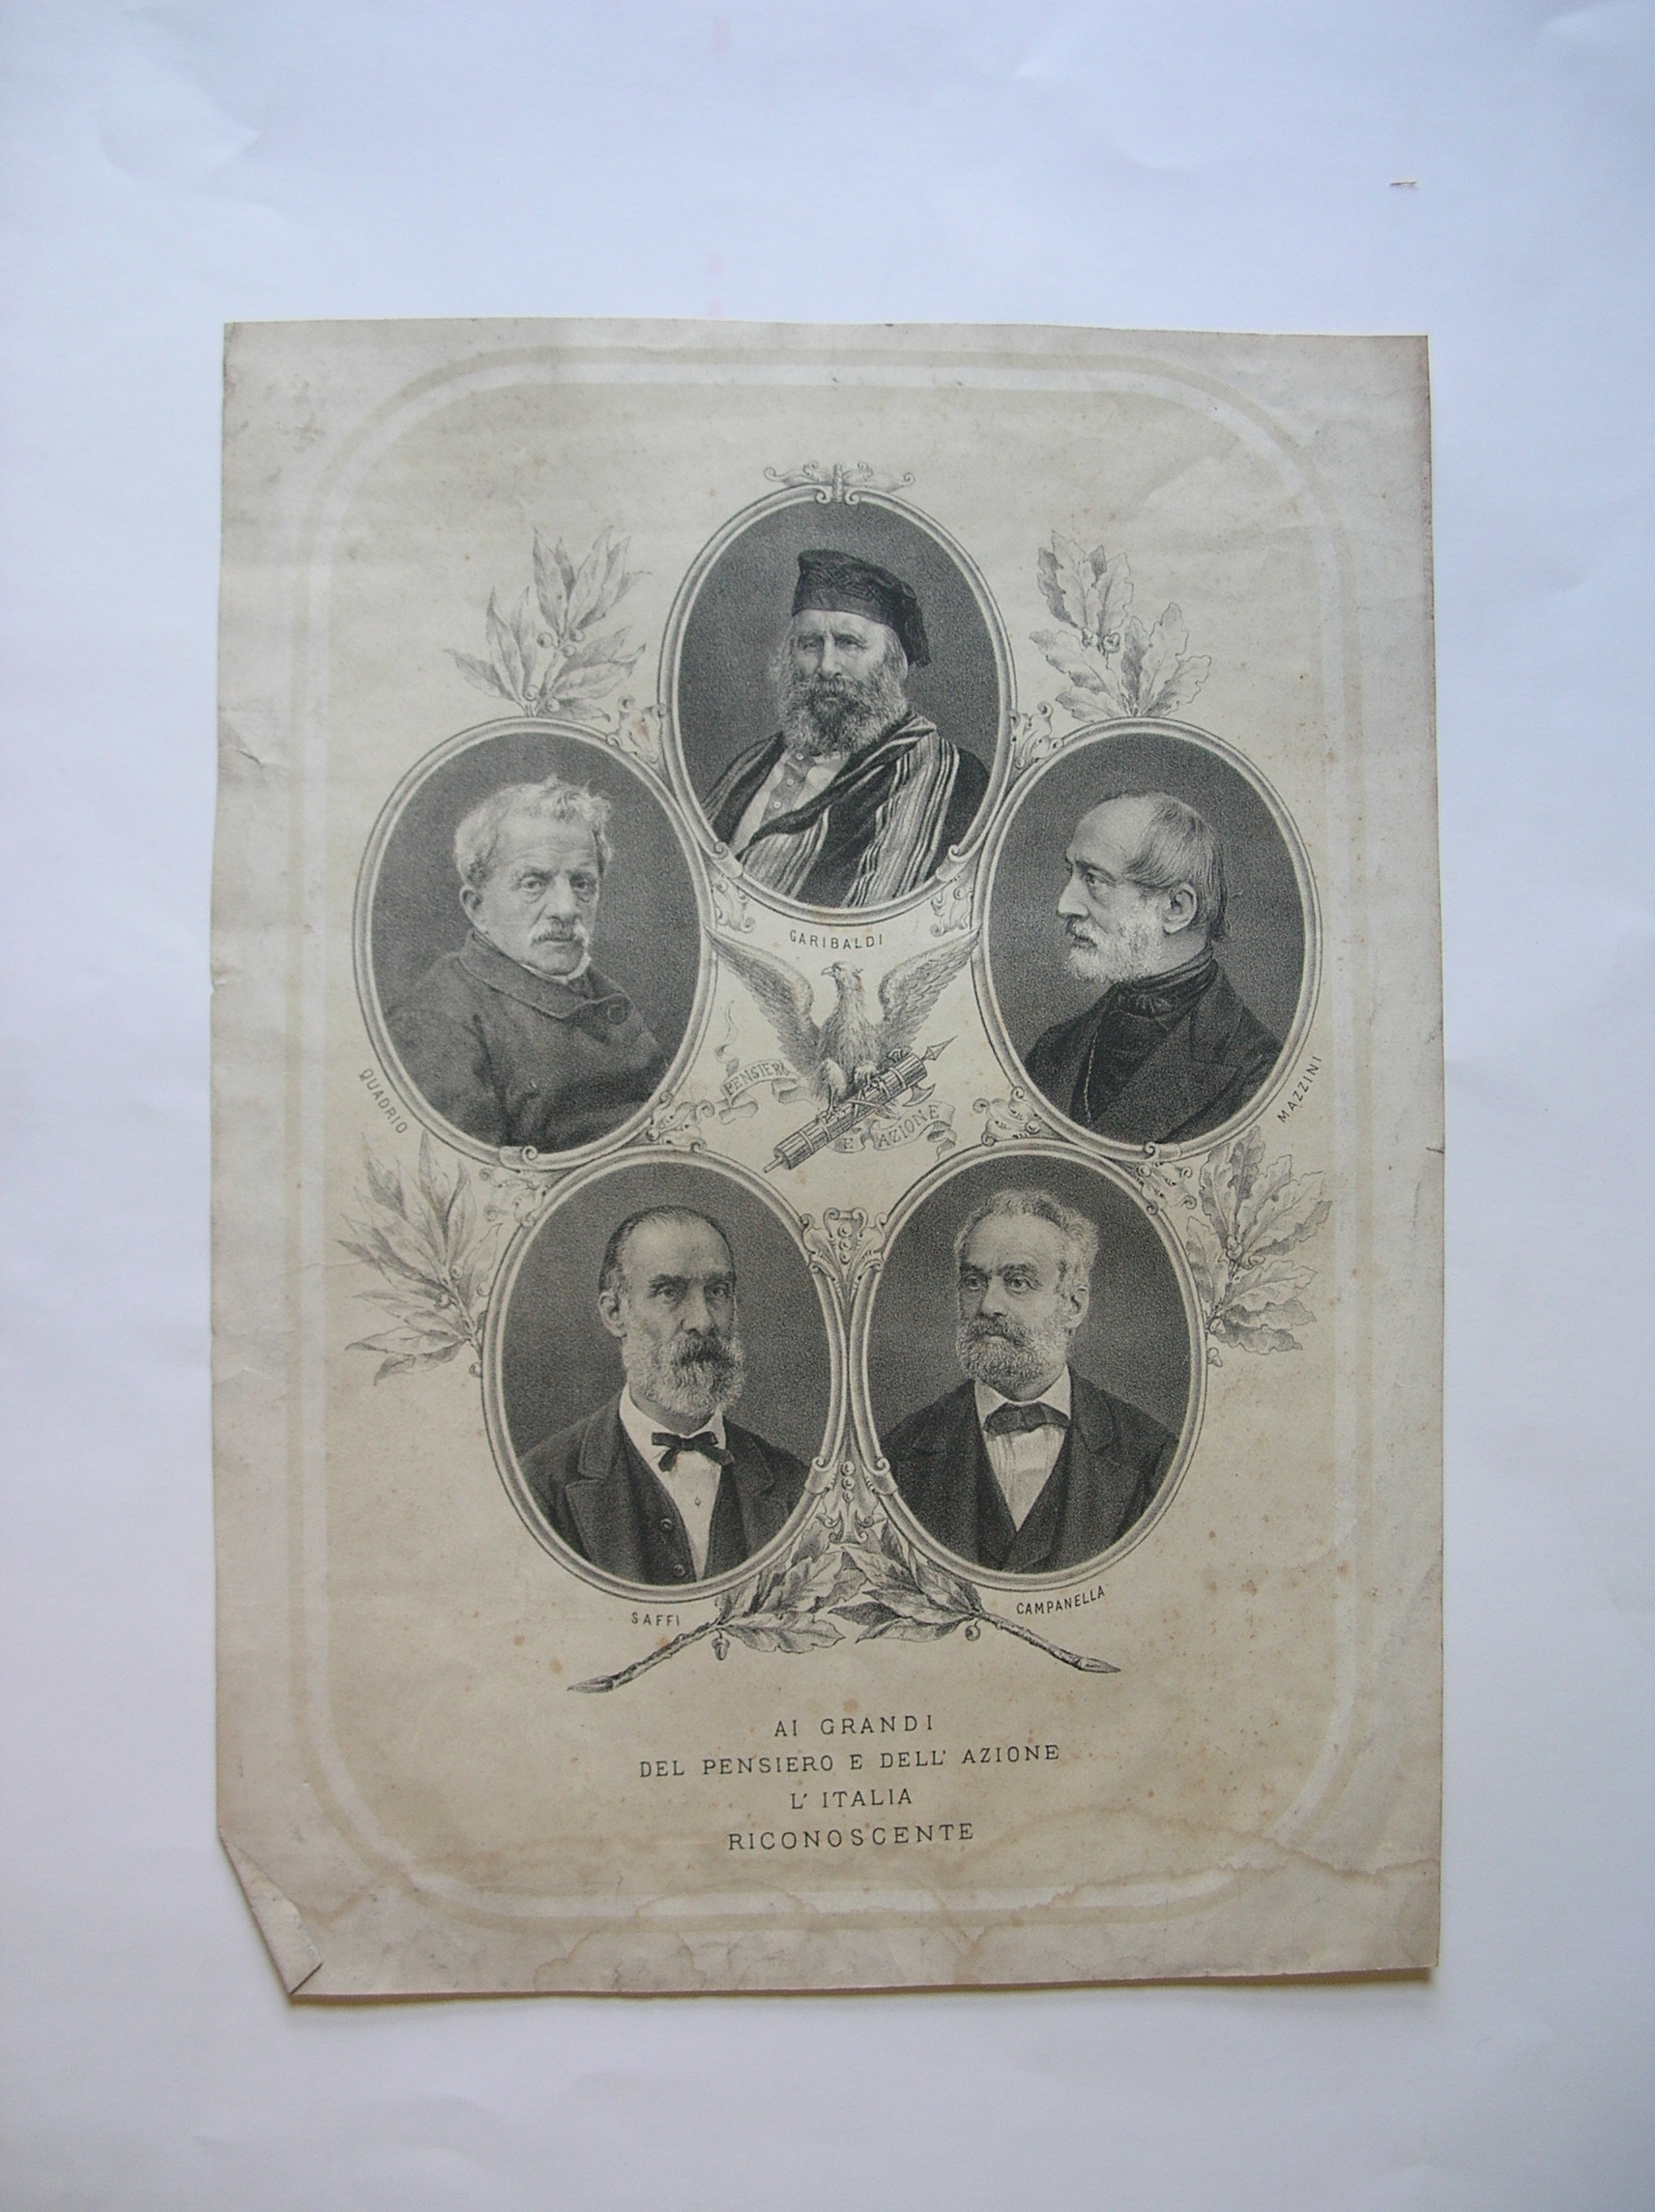 GARIBALDI
QUADRIO
MAZZINI
PENSIERO
E AZIONE
SAFFI
CAMPANELLA
AI GRANDI
DEL PENSIERO E DELL' AZIONE
L' ITALIA
RICONOSCENTE